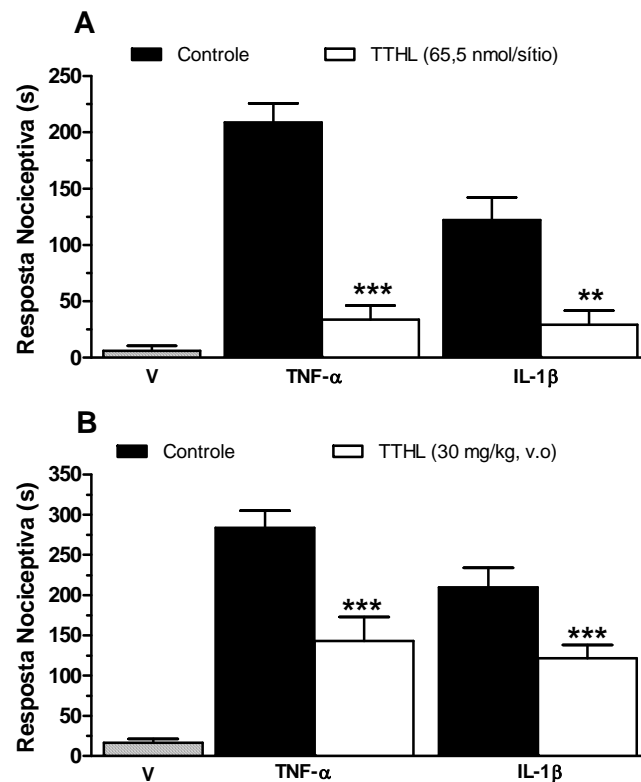 A
Controle TTHL (65,5 nmol/sítio)
Resposta Nociceptiva (s)
250
200
150
100
50
0
***
**
V TNF-α IL-1β
B
Controle TTHL (30 mg/kg, v.o)
Resposta Nociceptiva (s)
350
300
250
200
150
100
50
0
***
***
V TNF-α IL-1β